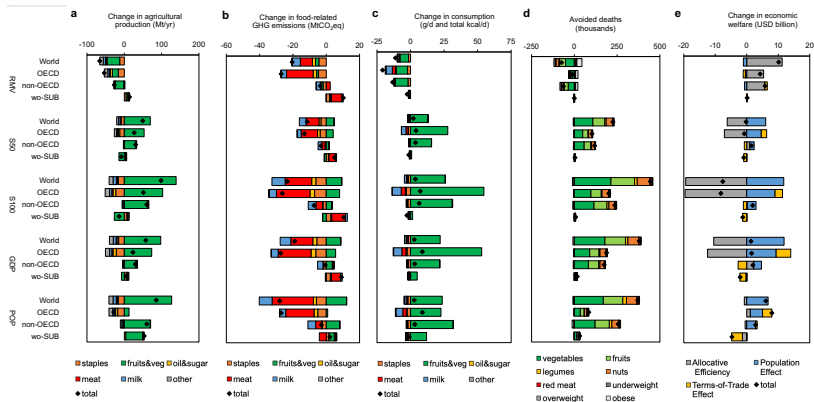 a
Change in agricultural
production (Mt/yr)
-100
0
100
200
b
Change in food-related
GHG emissions (MtCO2eq)
-60
-40
-20
0
20
40
c
Change in consumption
(g/d and total kcal/d)
-25
0
25
50
75
d
Avoided deaths
(thousands)
-250
0
250
500
e
Change in economic
welfare (USD billion)
-20
-10
0
10
20
RMV
World
OECD
non-OECD
wo-SUB
S50
World
OECD
non-OECD
wo-SUB
S100
World
OECD
non-OECD
wo-SUB
GDP
World
OECD
non-OECD
wo-SUB
POP
World
OECD
non-OECD
wo-SUB
staples
fruits&veg
oil&sugar
meat
milk
other
total
staples
fruits&veg
oil&sugar
meat
milk
other
total
staples
fruits&veg
oil&sugar
meat
milk
other
total
vegetables
fruits
legumes
nuts
red meat
underweight
overweight
obese
total
Allocative
Efficiency
Population
Effect
Terms-of-Trade
Effect
total